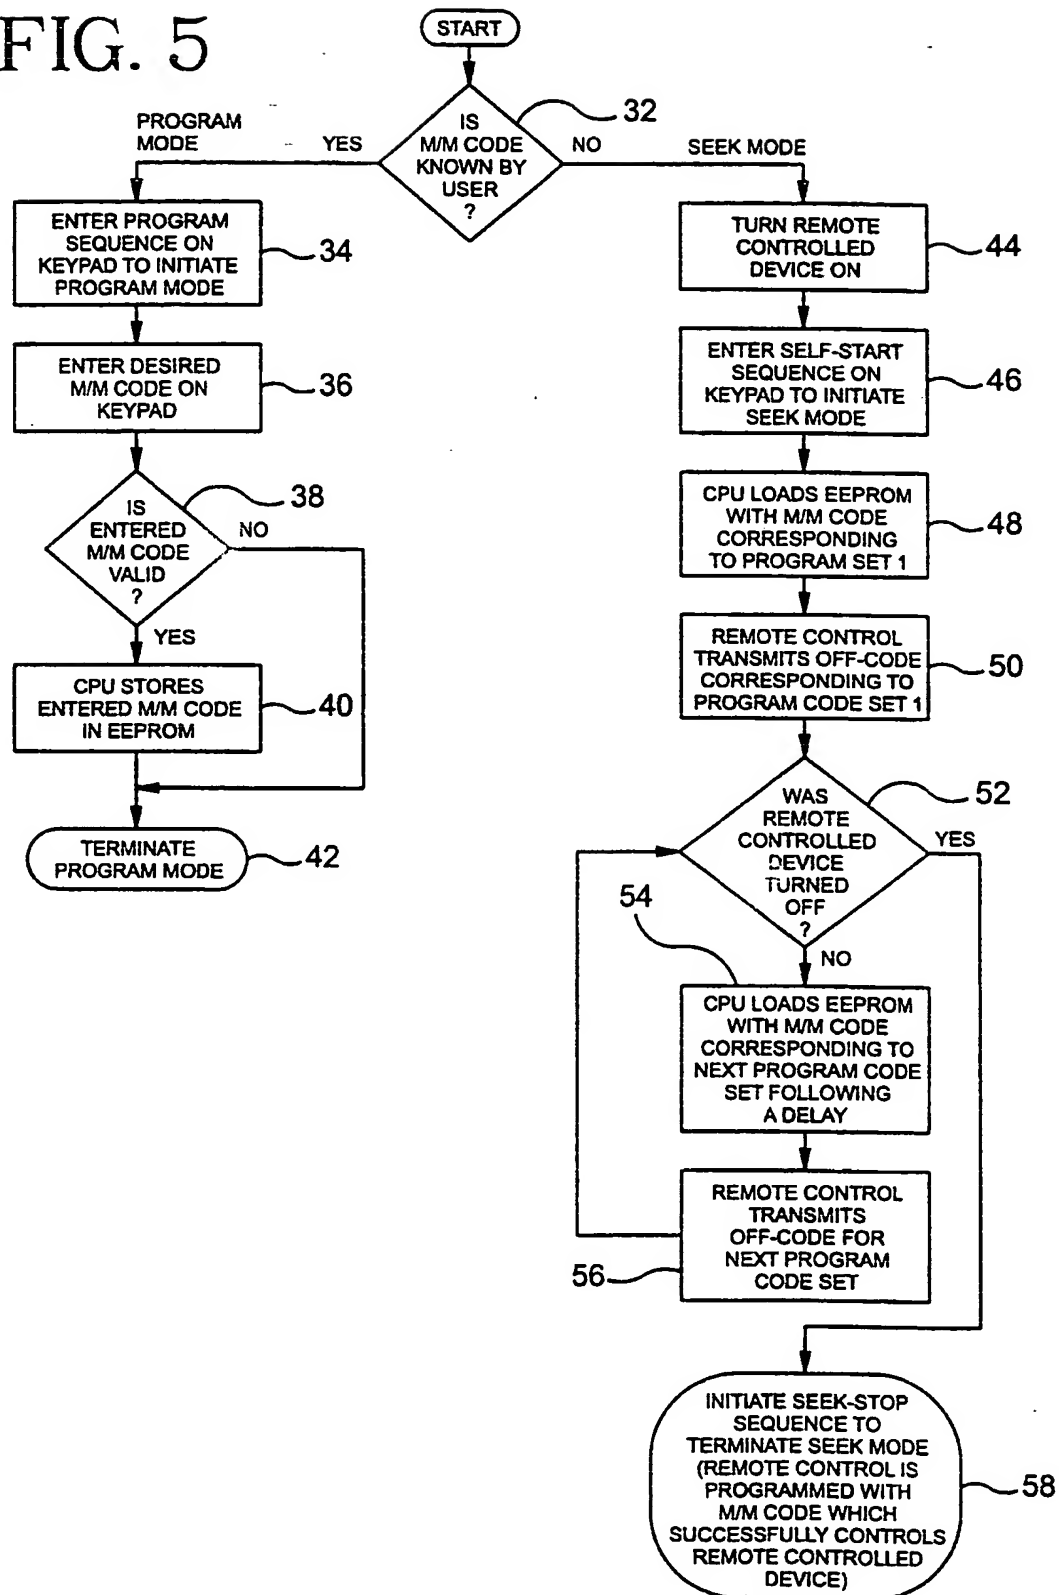 FIG. 5
START
IS
M/M CODE
KNOWN BY
USER
?
32
PROGRAM
MODE
YES
NO
SEEK MODE
ENTER PROGRAM
SEQUENCE ON
KEYPAD TO INITIATE
PROGRAM MODE
34
ENTER DESIRED
M/M CODE ON
KEYPAD
36
IS
ENTERED
M/M CODE
VALID
?
38
NO
YES
CPU STORES
ENTERED M/M CODE
IN EEPROM
40
TERMINATE
PROGRAM MODE
42
TURN REMOTE
CONTROLLED
DEVICE ON
44
ENTER SELF-START
SEQUENCE ON
KEYPAD TO INITIATE
SEEK MODE
46
CPU LOADS EEPROM
WITH M/M CODE
CORRESPONDING
TO PROGRAM SET 1
48
REMOTE CONTROL
TRANSMITS OFF-CODE
CORRESPONDING TO
PROGRAM CODE SET 1
50
WAS
REMOTE
CONTROLLED
DEVICE
TURNED
OFF
?
52
YES
NO
54
CPU LOADS EEPROM
WITH M/M CODE
CORRESPONDING TO
NEXT PROGRAM CODE
SET FOLLOWING
A DELAY
REMOTE CONTROL
TRANSMITS
OFF-CODE FOR
NEXT PROGRAM
CODE SET
56
INITIATE SEEK-STOP
SEQUENCE TO
TERMINATE SEEK MODE
(REMOTE CONTROL IS
PROGRAMMED WITH
M/M CODE WHICH
SUCCESSFULLY CONTROLS
REMOTE CONTROLLED
DEVICE)
58